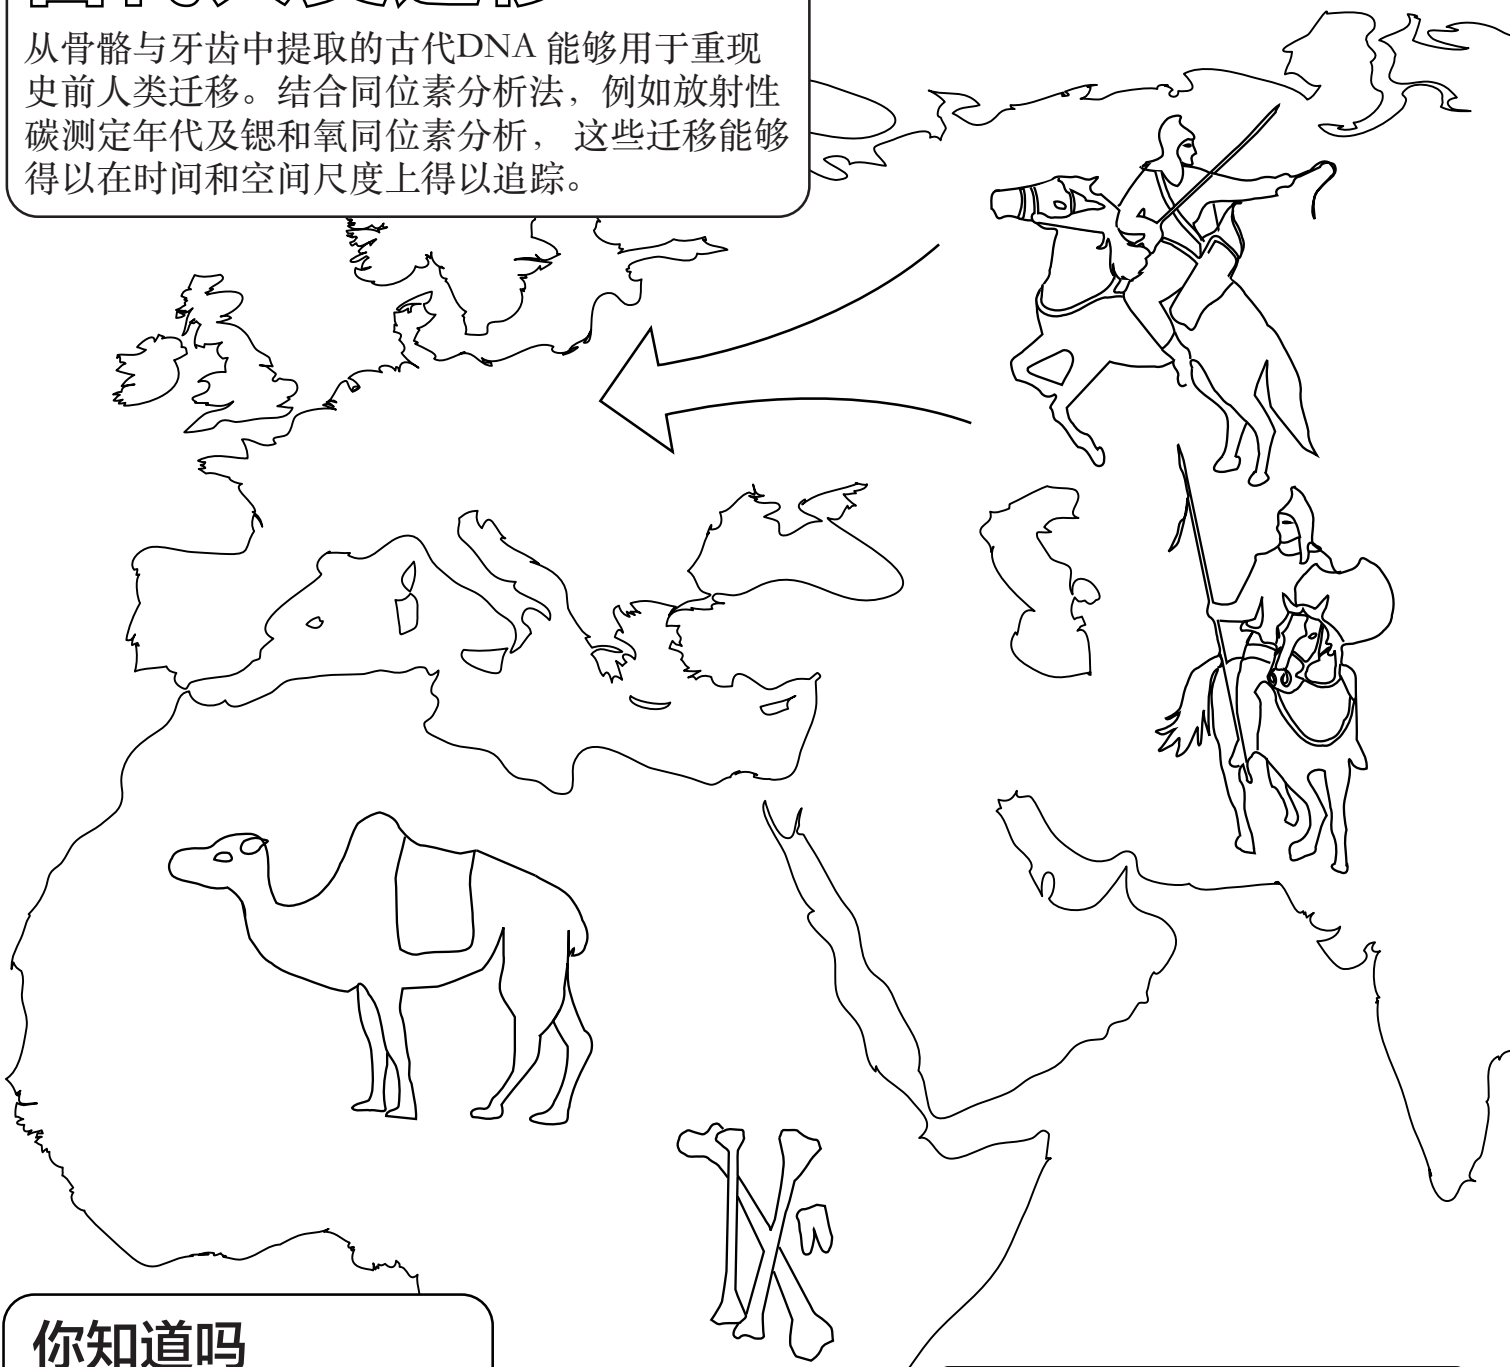 从骨骼与牙齿中提取的古代DNA 能够用于重现
史前人类迁移。结合同位素分析法，例如放射性
碳测定年代及锶和氧同位素分析， 这些迁移能够
得以在时间和空间尺度上得以追踪。
你知道吗